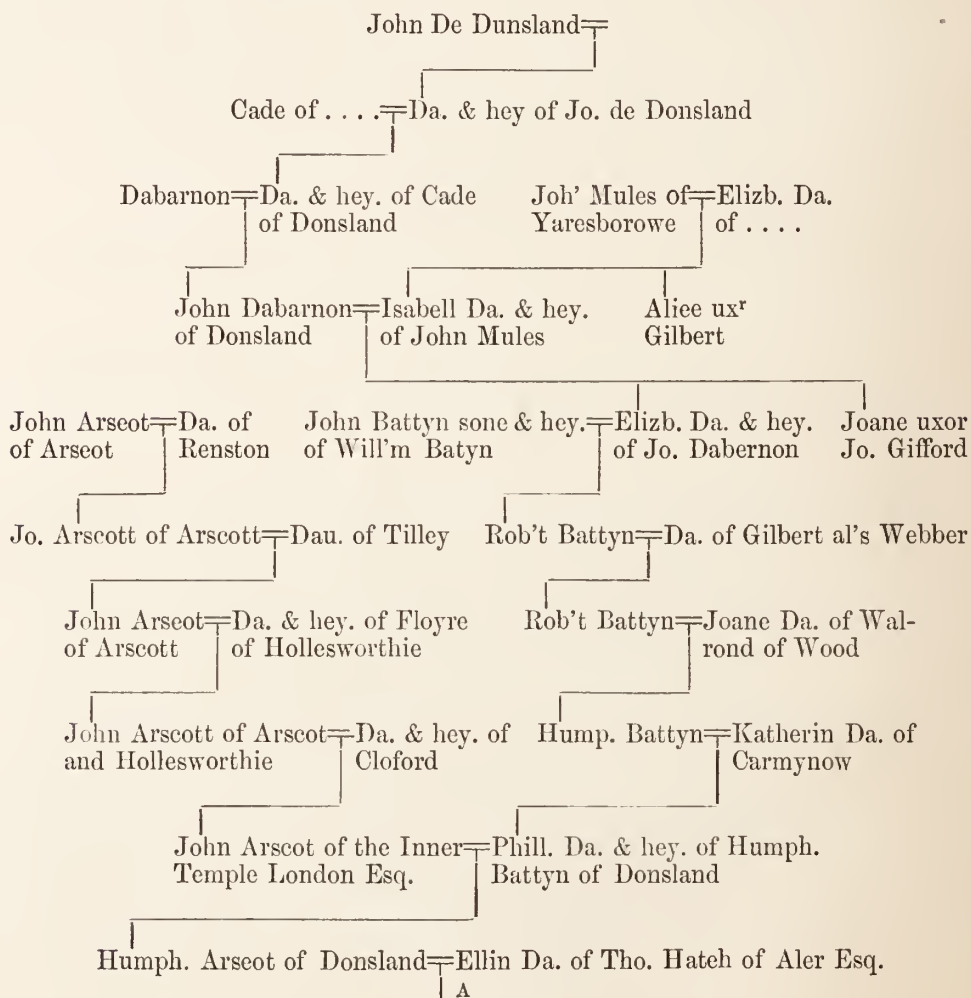 John De Dunsland
Cade of . . . . Da. & hey of Jo. de Donsland
Dabarnon Da. & hey. of Cade of Donsland
Joh' Mules of Yaresborowe Elizb. Da. of . . . .
John Dabarnon of Donsland
Isabell Da. & hey. of John Mules
Aliee uxʳ Gilbert
John Arseot of Arseot
Da. of Renston
John Battyn sone & hey. of Will'm Batyn
Elizb. Da. & hey. of Jo. Dabernon
Joane uxor Jo. Gifford
Jo. Arscott of Arscott Dau. of Tilley
Rob't Battyn Da. of Gilbert al's Webber
John Arseot of Arscott
Da. & hey. of Floyre of Hollesworthie
Rob't Battyn Joane Da. of Wal-
rond of Wood
John Arscott of Arscot and Hollesworthie
Da. & hey. of Cloford
Hump. Battyn Katherin Da. of Carmynow
John Arscot of the Inner Temple London Esq.
Phill. Da. & hey. of Humph. Battyn of Donsland
Humph. Arseot of Donsland Ellin Da. of Tho. Hateh of Aler Esq.
A